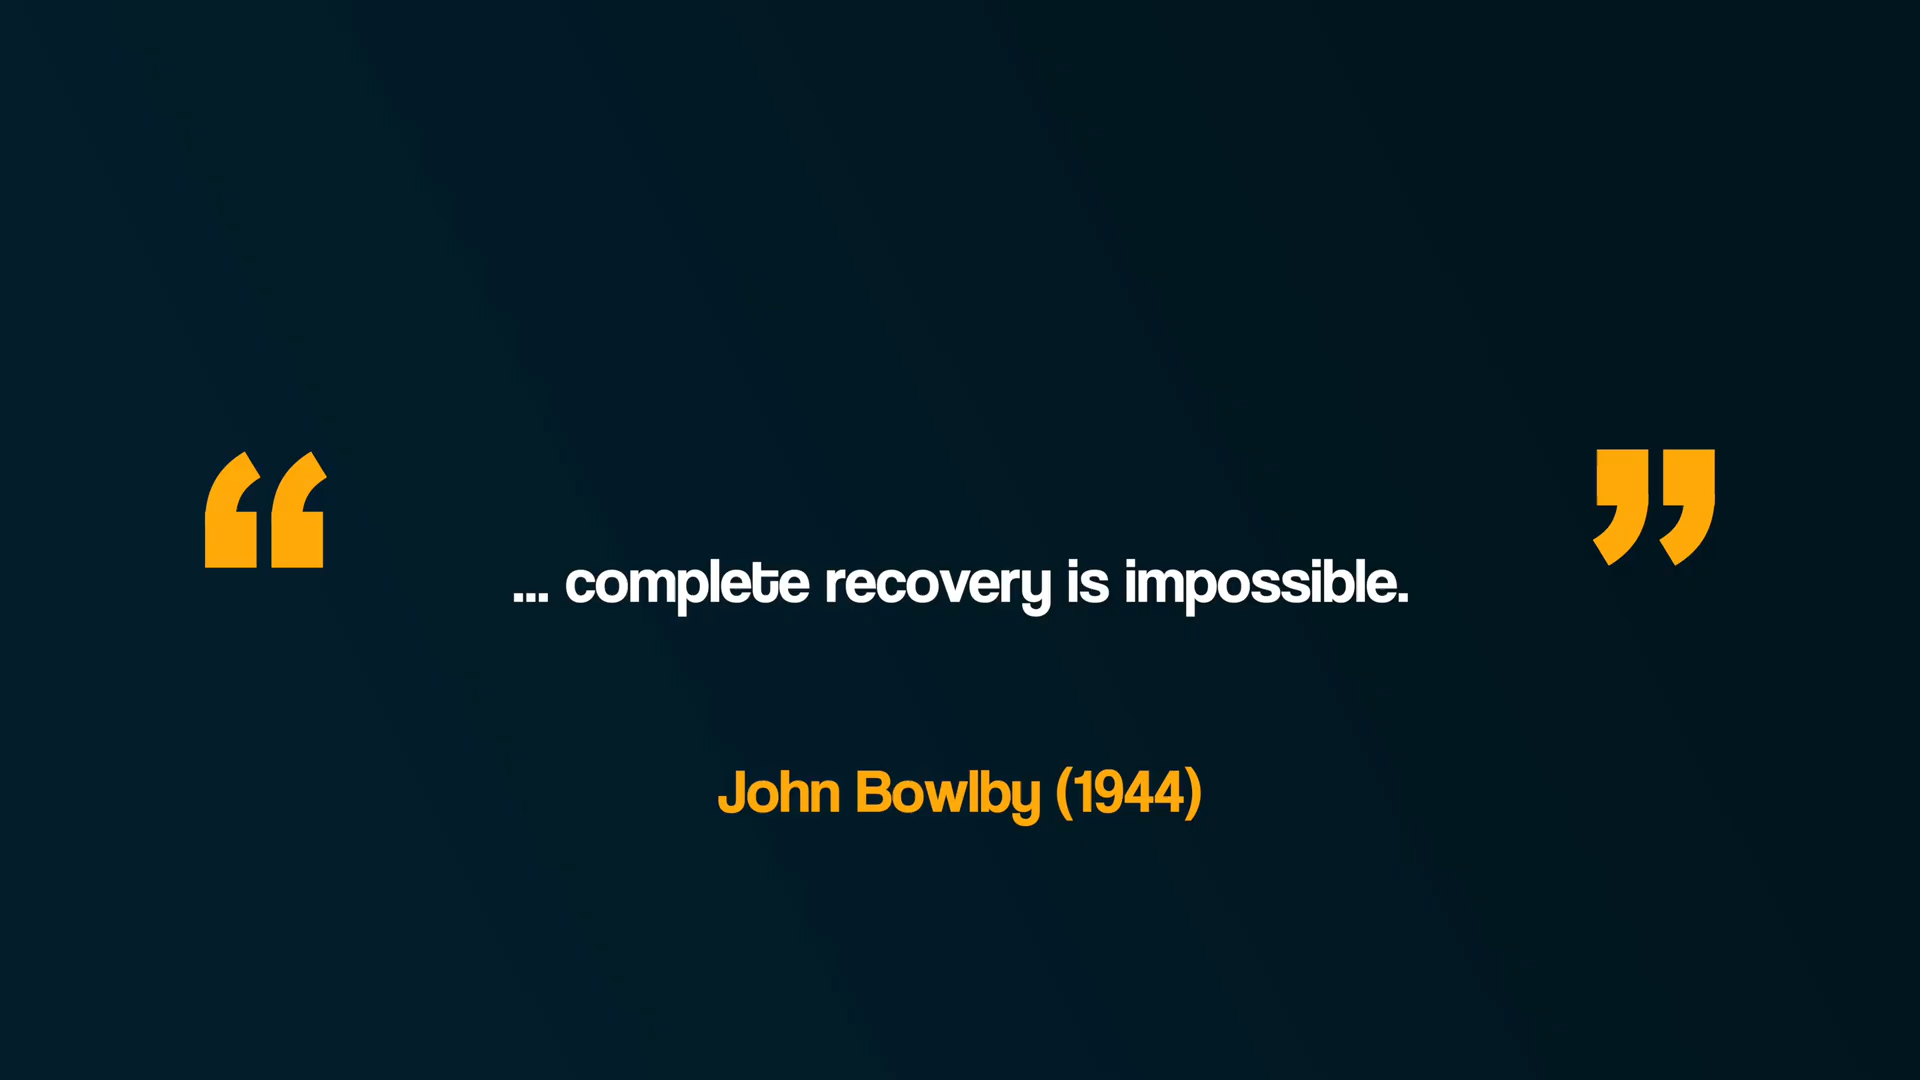 “ ”
... complete recovery is impossible.
John Bowlby (1944)